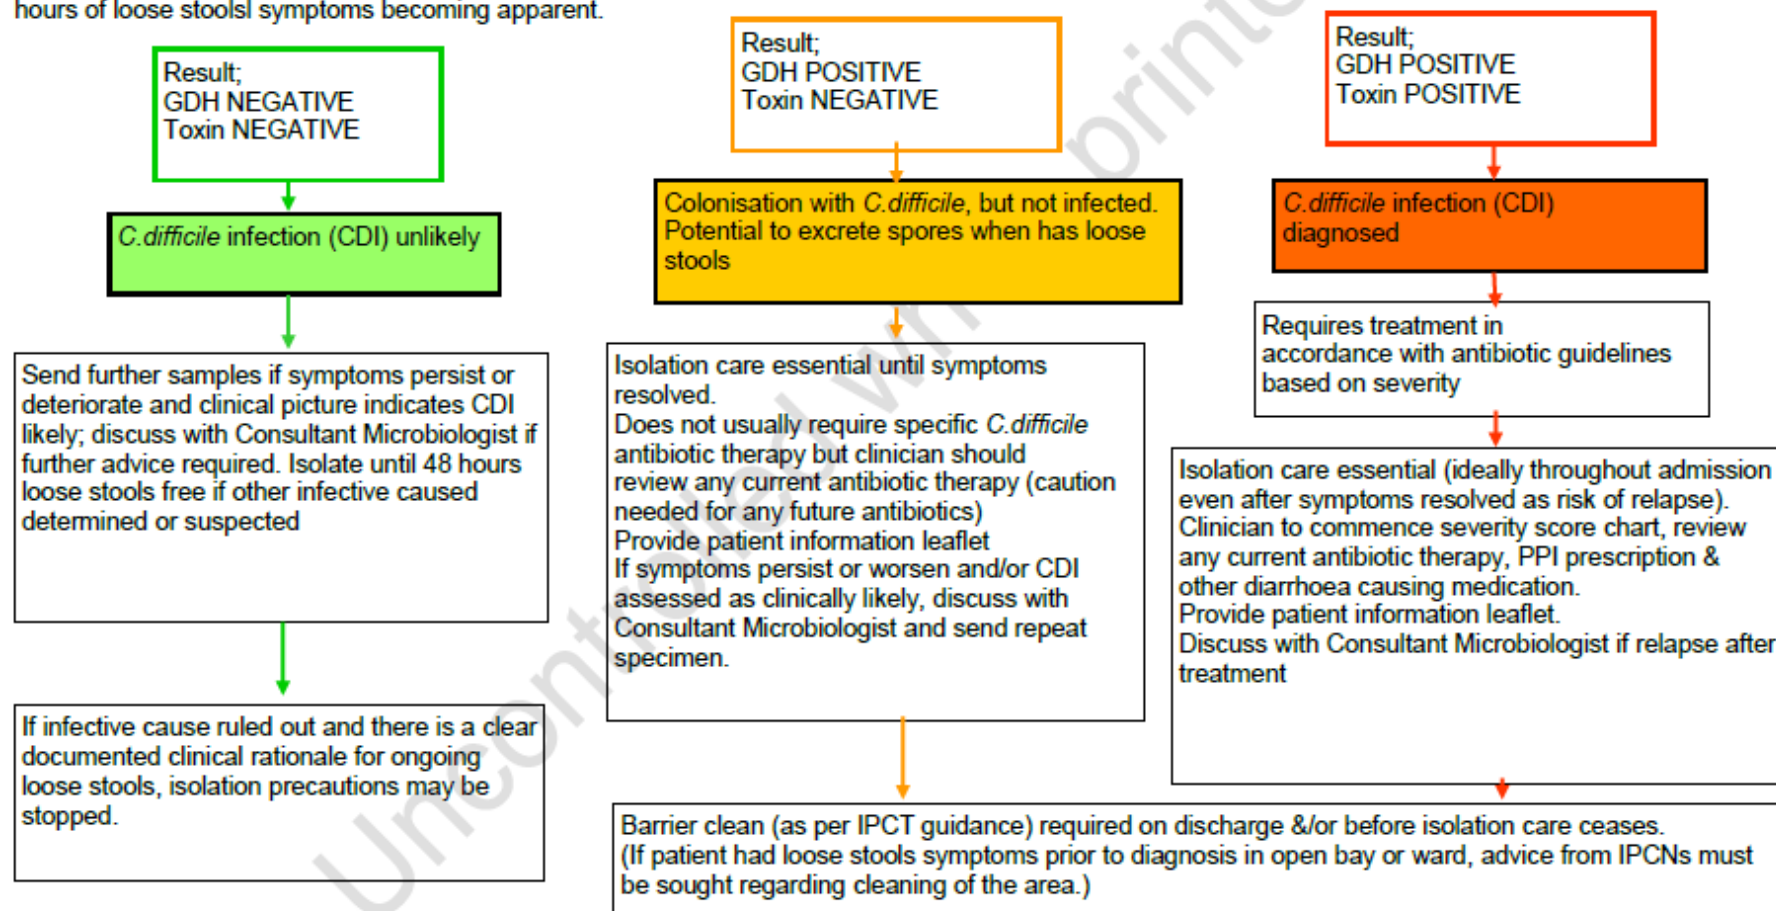 hours of loose stoolsl symptoms becoming apparent.
Result;
GDH NEGATIVE
Toxin NEGATIVE
C.difficile infection (CDI) unlikely
Send further samples if symptoms persist or
deteriorate and clinical picture indicates CDI
likely; discuss with Consultant Microbiologist if
further advice required. Isolate until 48 hours
loose stools free if other infective caused
determined or suspected
If infective cause ruled out and there is a clear
documented clinical rationale for ongoing
loose stools, isolation precautions may be
stopped.
Result;
GDH POSITIVE
Toxin NEGATIVE
Colonisation with C.difficile, but not infected.
Potential to excrete spores when has loose
stools
Isolation care essential until symptoms
resolved.
Does not usually require specific C.difficile
antibiotic therapy but clinician should
review any current antibiotic therapy (caution
needed for any future antibiotics)
Provide patient information leaflet
If symptoms persist or worsen and/or CDI
assessed as clinically likely, discuss with
Consultant Microbiologist and send repeat
specimen.
Result;
GDH POSITIVE
Toxin POSITIVE
C.difficile infection (CDI)
diagnosed
Requires treatment in
accordance with antibiotic guidelines
based on severity
Isolation care essential (ideally throughout admission
even after symptoms resolved as risk of relapse).
Clinician to commence severity score chart, review
any current antibiotic therapy, PPI prescription &
other diarrhoea causing medication.
Provide patient information leaflet.
Discuss with Consultant Microbiologist if relapse after
treatment
Barrier clean (as per IPCT guidance) required on discharge &/or before isolation care ceases.
(If patient had loose stools symptoms prior to diagnosis in open bay or ward, advice from IPCNs must
be sought regarding cleaning of the area.)
Uncontrolled